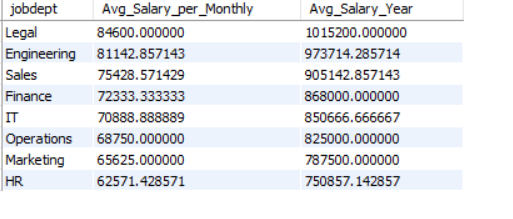 jobdept Avg_Salary_per_Monthly Avg_Salary_Year
Legal 84600.000000 1015200.000000
Engineering 81142.857143 973714.285714
Sales 75428.571429 905142.857143
Finance 72333.333333 868000.000000
IT 70888.888889 850666.666667
Operations 68750.000000 825000.000000
Marketing 65625.000000 787500.000000
HR 62571.428571 750857.142857